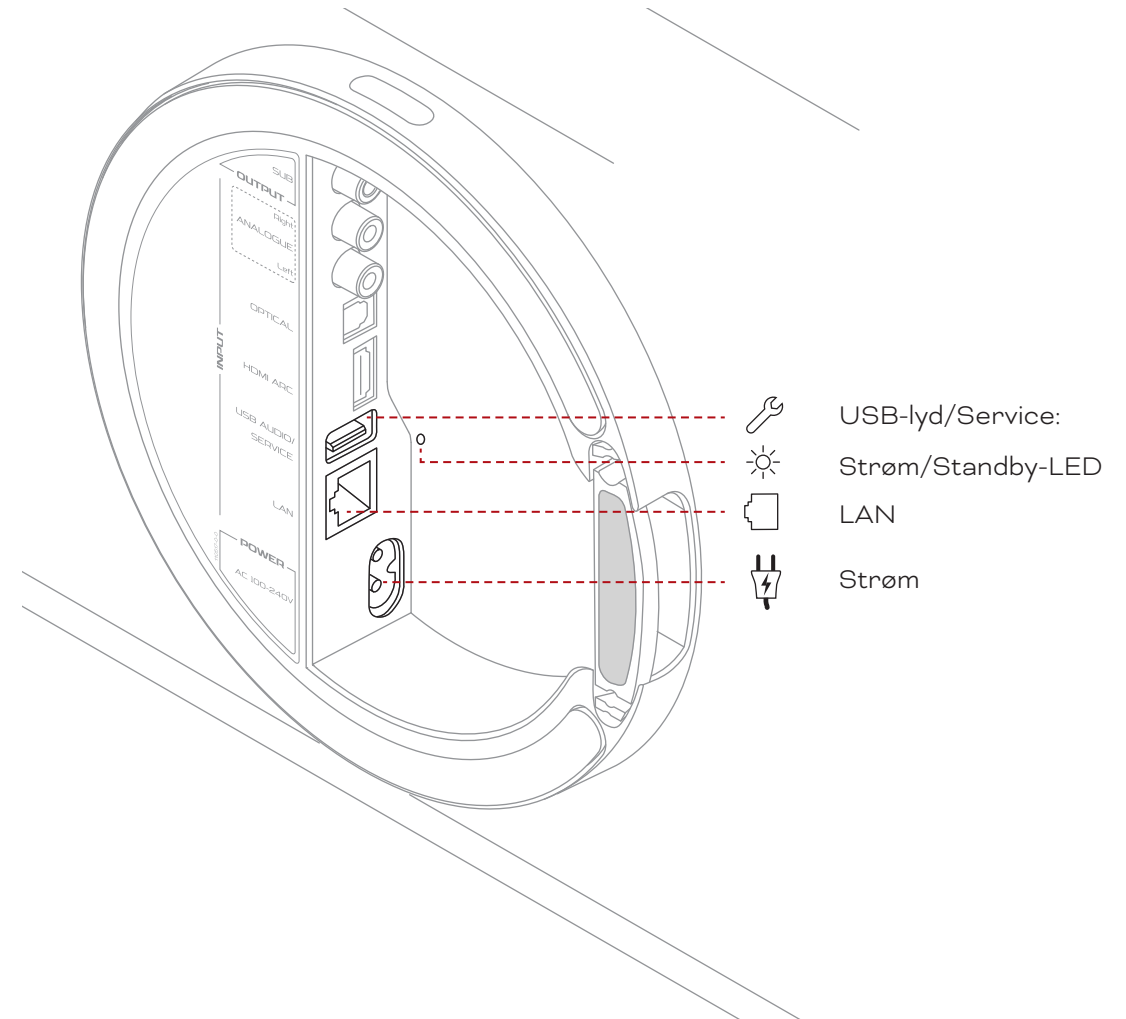 SUB
OUTPUT
Right
ANALOGUE
Left
OPTICAL
INPUT
HDMI ARC
USB AUDIO/
SERVICE
LAN
POWER
AC 100-240V
USB-lyd/Service:
Strøm/Standby-LED
LAN
Strøm